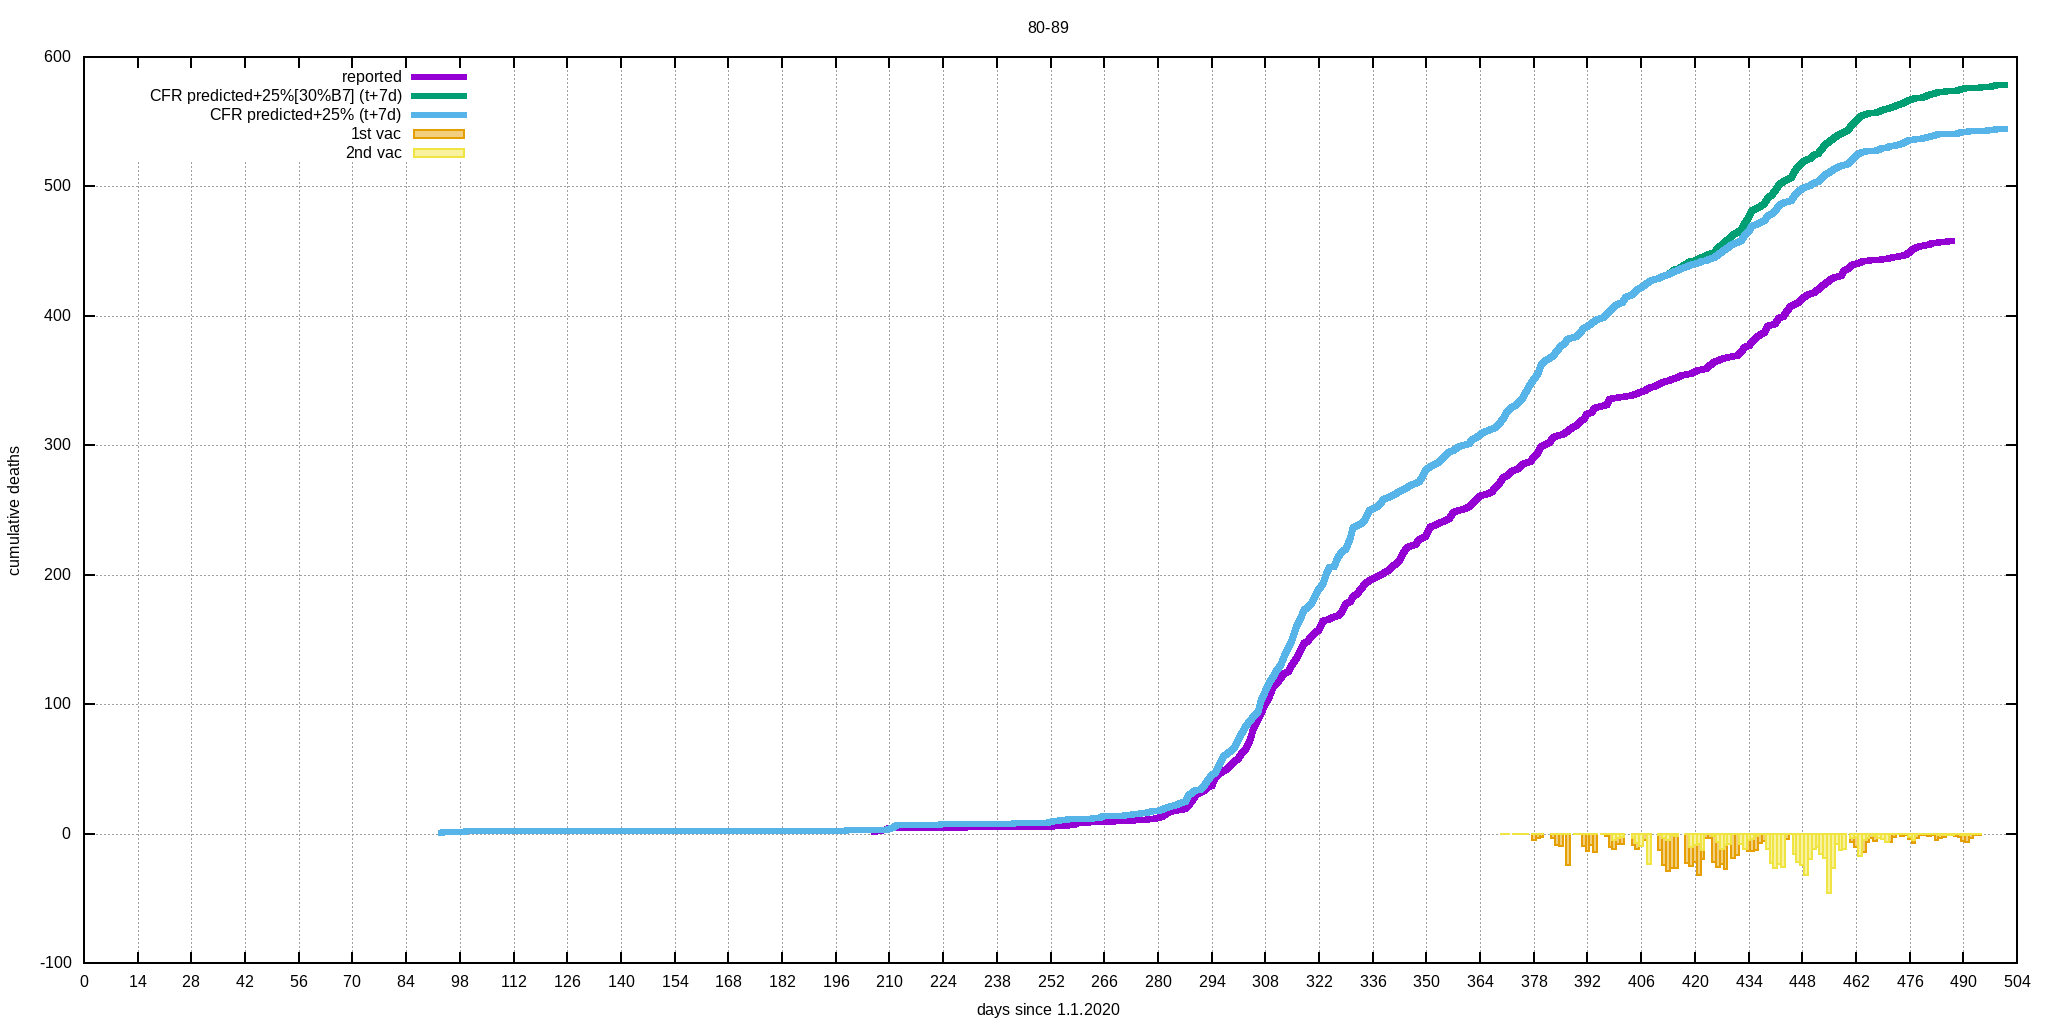 80-89
600
500
400
300
200
100
0
-100
cumulative deaths
reported
CFR predicted+25%[30%B7] (t+7d)
CFR predicted+25% (t+7d)
1st vac
2nd vac
0 14 28 42 56 70 84 98 112 126 140 154 168 182 196 210 224 238 252 266 280 294 308 322 336 350 364 378 392 406 420 434 448 462 476 490 504
days since 1.1.2020